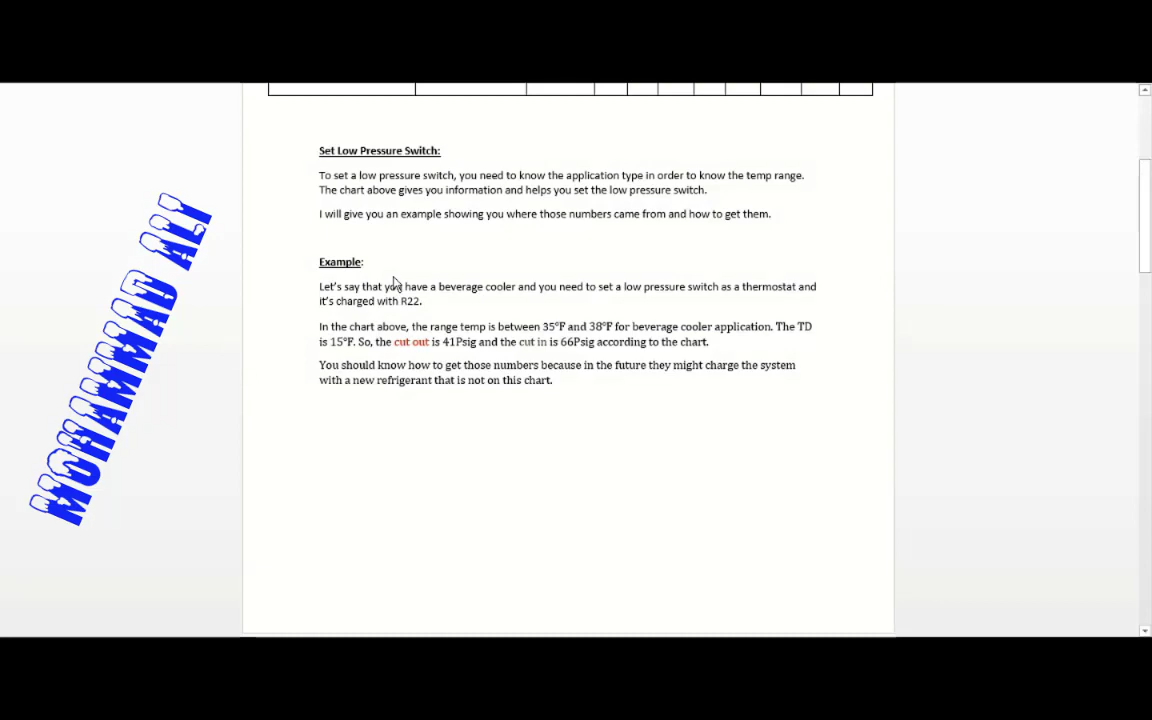 Set Low Pressure Switch:
To set a low pressure switch, you need to know the application type in order to know the temp range.
The chart above gives you information and helps you set the low pressure switch.
I will give you an example showing you where those numbers came from and how to get them.
Example:
Let's say that you have a beverage cooler and you need to set a low pressure switch as a thermostat and
it's charged with R22.
In the chart above, the range temp is between 35°F and 38°F for beverage cooler application. The TD
is 15°F. So, the cut out is 41Psig and the cut in is 66Psig according to the chart.
You should know how to get those numbers because in the future they might charge the system
with a new refrigerant that is not on this chart.
MOHAMMAD ALI